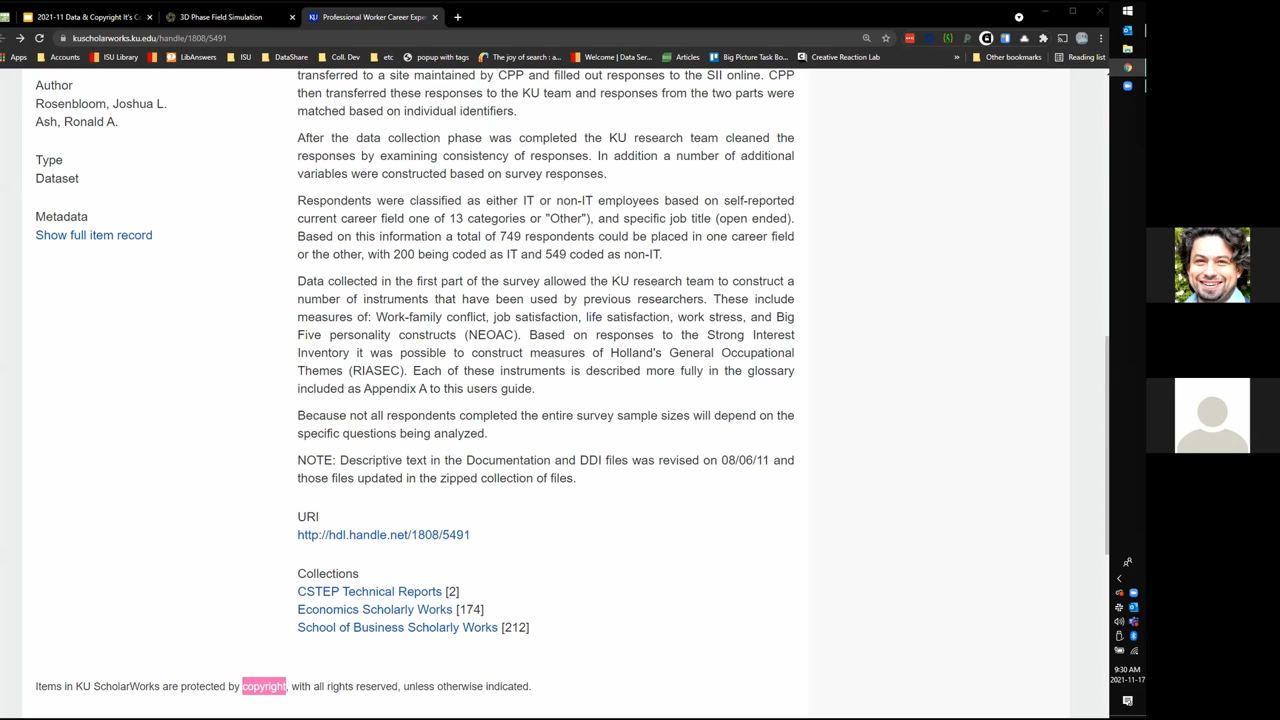 2021-11 Data & Copyright It's C
3D Phase Field Simulation
Professional Worker Career Expe
kuscholarworks.ku.edu/handle/1808/5491
Apps
Accounts
ISU Library
LibAnswers
ISU
DataShare
Coll. Dev
etc
popup with tags
The joy of search : a...
Welcome | Data Ser...
Articles
Big Picture Task Bo...
Creative Reaction Lab
»
Other bookmarks
Reading list
Author
Rosenbloom, Joshua L.
Ash, Ronald A.
Type
Dataset
Metadata
Show full item record
transferred to a site maintained by CPP and filled out responses to the SII online. CPP
then transferred these responses to the KU team and responses from the two parts were
matched based on individual identifiers.
After the data collection phase was completed the KU research team cleaned the
responses by examining consistency of responses. In addition a number of additional
variables were constructed based on survey responses.
Respondents were classified as either IT or non-IT employees based on self-reported
current career field one of 13 categories or "Other"), and specific job title (open ended).
Based on this information a total of 749 respondents could be placed in one career field
or the other, with 200 being coded as IT and 549 coded as non-IT.
Data collected in the first part of the survey allowed the KU research team to construct a
number of instruments that have been used by previous researchers. These include
measures of: Work-family conflict, job satisfaction, life satisfaction, work stress, and Big
Five personality constructs (NEOAC). Based on responses to the Strong Interest
Inventory it was possible to construct measures of Holland's General Occupational
Themes (RIASEC). Each of these instruments is described more fully in the glossary
included as Appendix A to this users guide.
Because not all respondents completed the entire survey sample sizes will depend on the
specific questions being analyzed.
NOTE: Descriptive text in the Documentation and DDI files was revised on 08/06/11 and
those files updated in the zipped collection of files.
URI
http://hdl.handle.net/1808/5491
Collections
CSTEP Technical Reports [2]
Economics Scholarly Works [174]
School of Business Scholarly Works [212]
Items in KU ScholarWorks are protected by copyright, with all rights reserved, unless otherwise indicated.
9:30 AM
2021-11-17